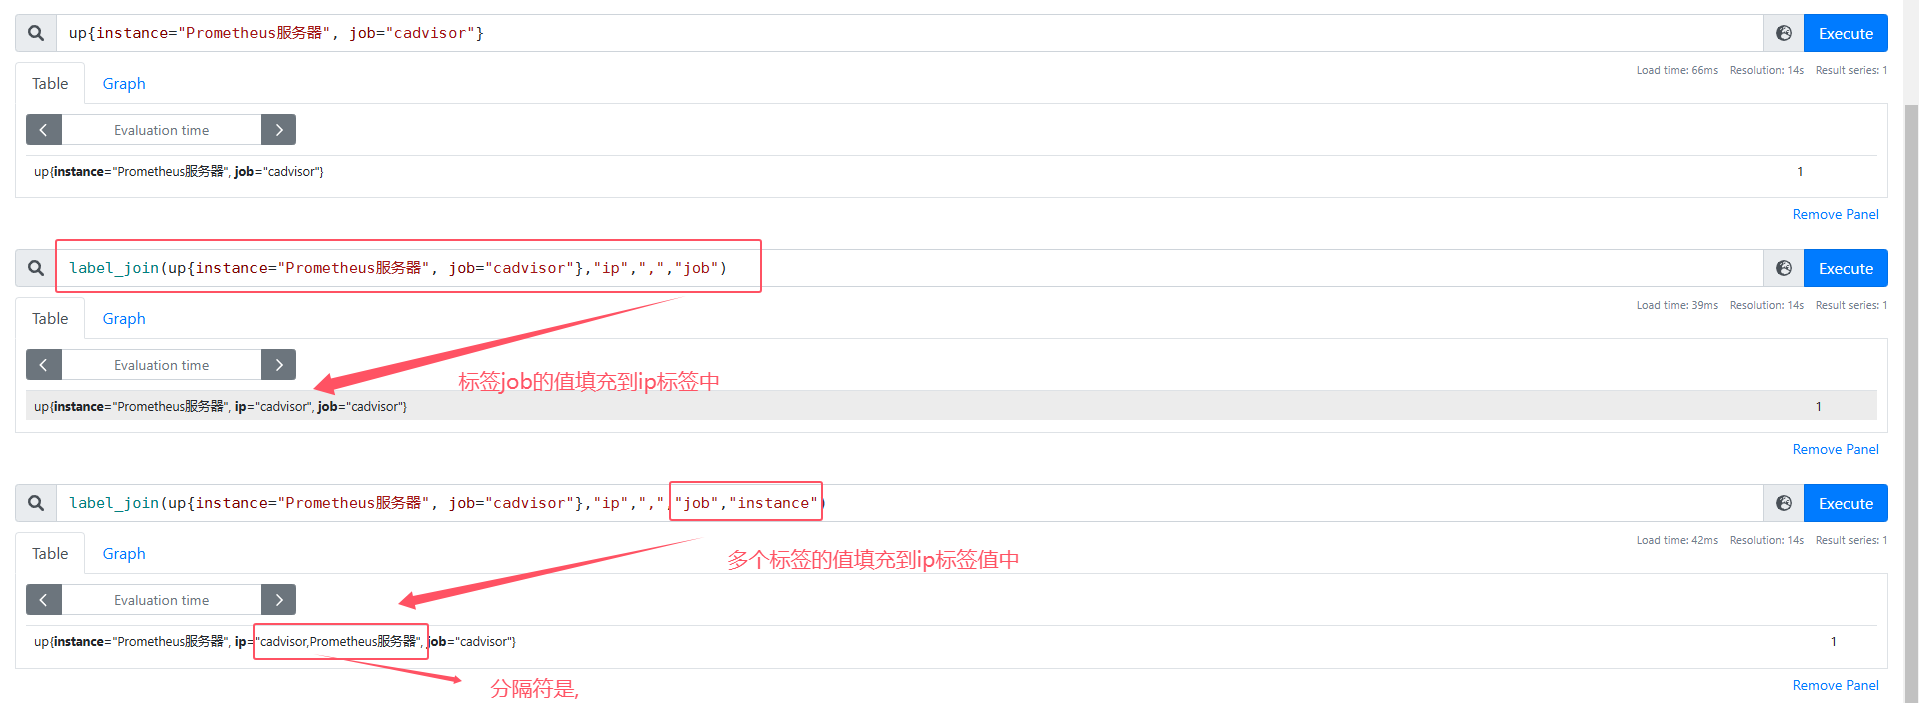 up{instance="Prometheus服务器", job="cadvisor"}
Execute
Table
Graph
Load time: 66ms Resolution: 14s Result series: 1
Evaluation time
up{instance="Prometheus服务器", job="cadvisor"} 1
Remove Panel
label_join(up{instance="Prometheus服务器", job="cadvisor"},"ip",",","job")
Execute
Table
Graph
Load time: 39ms Resolution: 14s Result series: 1
Evaluation time
标签job的值填充到ip标签中
up{instance="Prometheus服务器", ip="cadvisor", job="cadvisor"} 1
Remove Panel
label_join(up{instance="Prometheus服务器", job="cadvisor"},"ip",",","job","instance")
Execute
Table
Graph
Load time: 42ms Resolution: 14s Result series: 1
多个标签的值填充到ip标签值中
Evaluation time
up{instance="Prometheus服务器", ip="cadvisor,Prometheus服务器", job="cadvisor"} 1
分隔符是,
Remove Panel